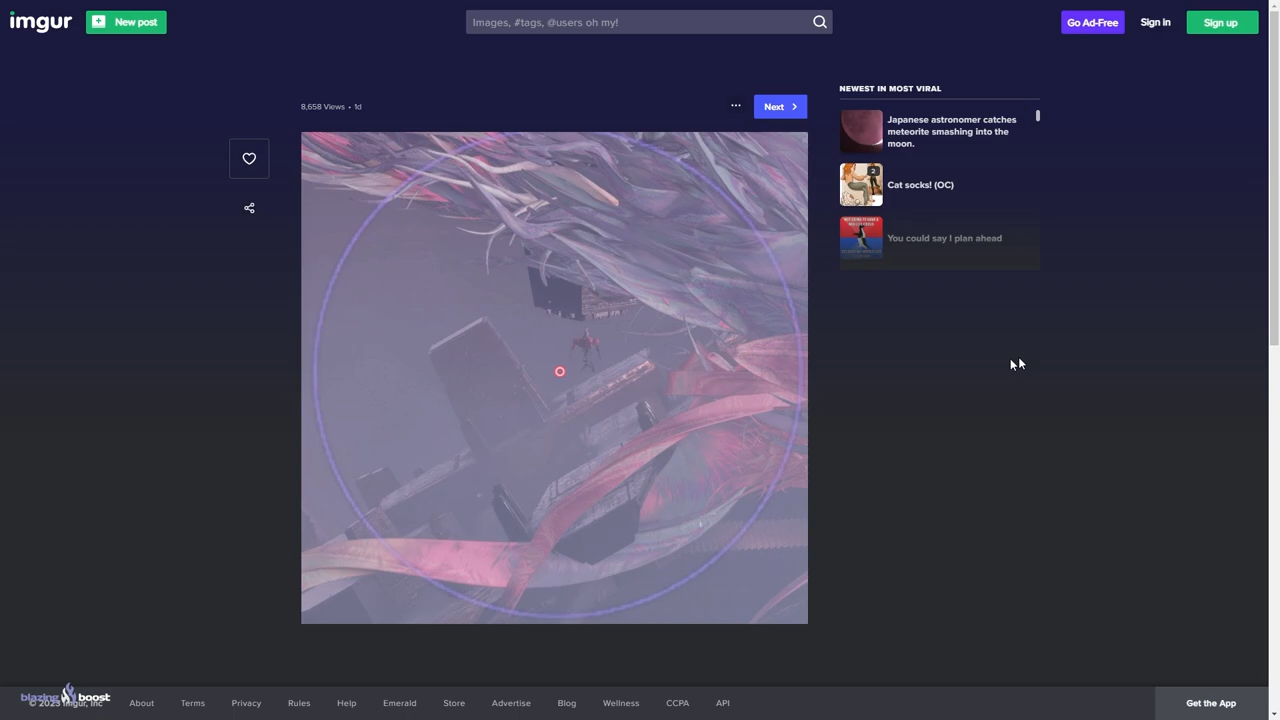 imgur
New post
Images, #tags, @users oh my!
Go Ad-Free
Sign in
Sign up
8,658 Views • 1d
Next
NEWEST IN MOST VIRAL
Japanese astronomer catches
meteorite smashing into the
moon.
2
Cat socks! (OC)
You could say I plan ahead
blazing boost
© 2023 Imgur, Inc
About
Terms
Privacy
Rules
Help
Emerald
Store
Advertise
Blog
Wellness
CCPA
API
Get the App